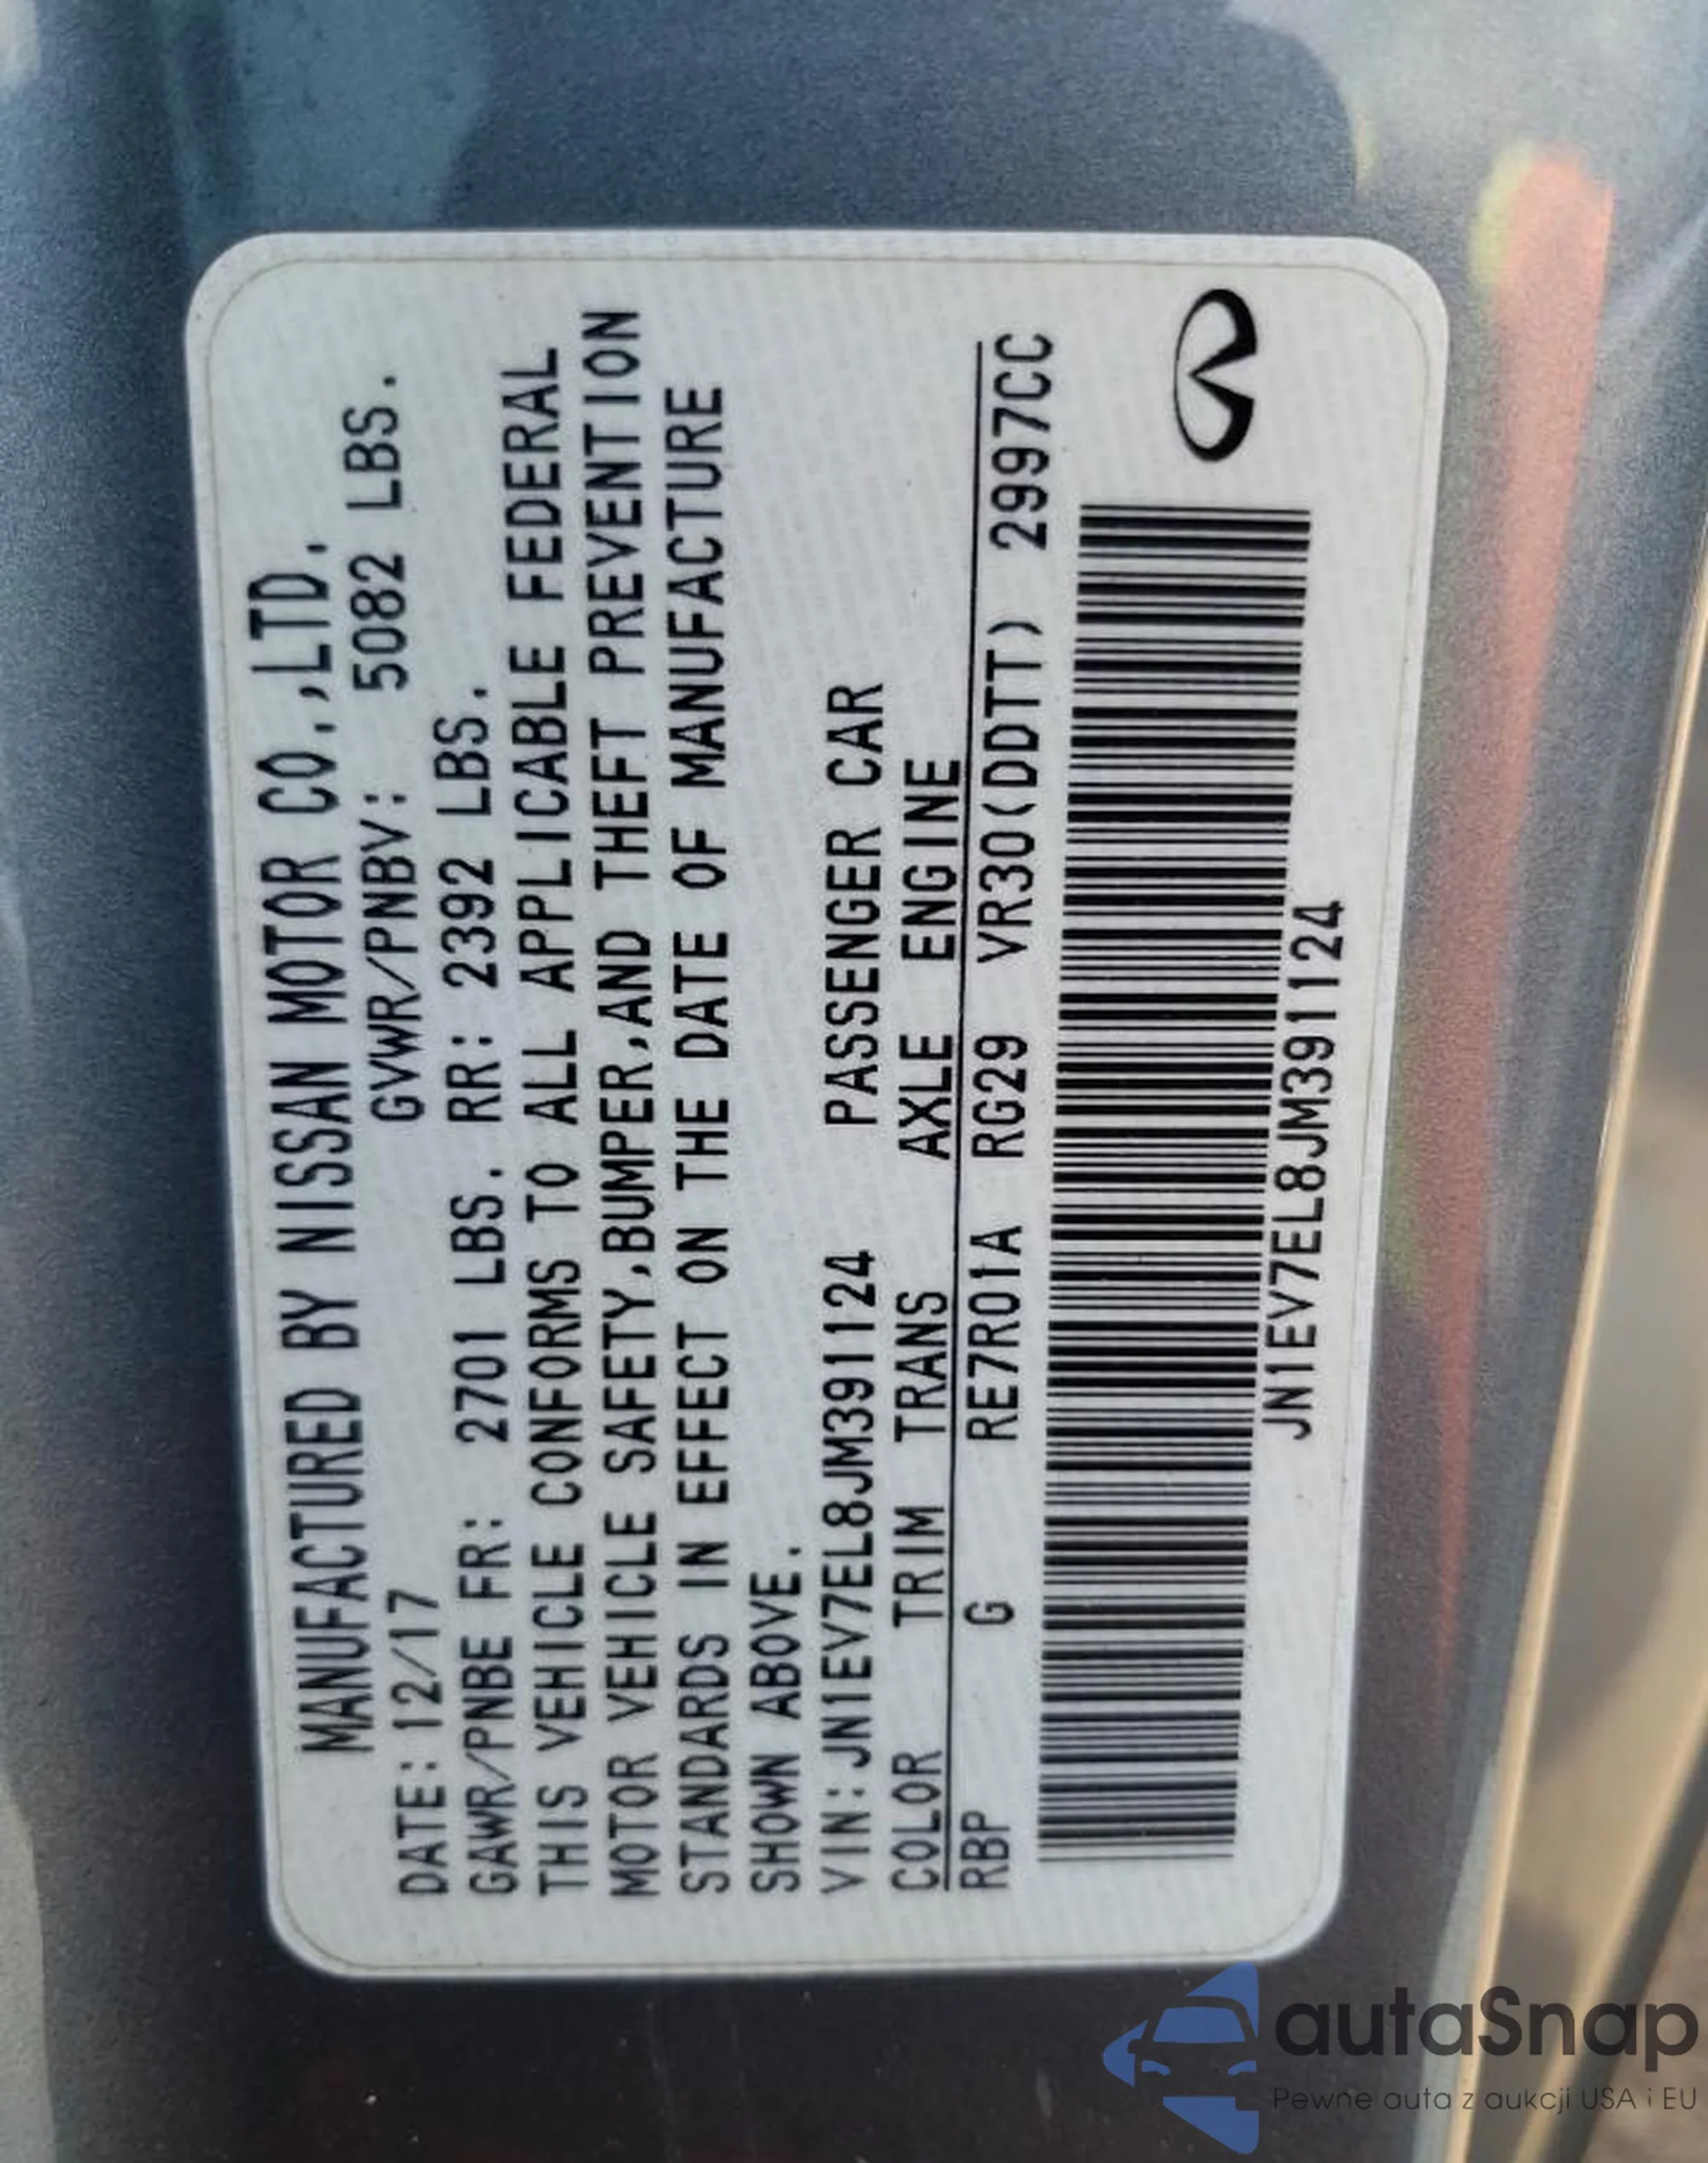 MANUFACTURED BY NISSAN MOTOR CO.,LTD.
DATE:12/17 GVWR/PNBV: 5082 LBS.
GAWR/PNBE FR: 2701 LBS. RR: 2392 LBS.
THIS VEHICLE CONFORMS TO ALL APPLICABLE FEDERAL
MOTOR VEHICLE SAFETY,BUMPER,AND THEFT PREVENTION
STANDARDS IN EFFECT ON THE DATE OF MANUFACTURE
SHOWN ABOVE.
VIN:JN1EV7EL8JM391124 PASSENGER CAR
COLOR TRIM TRANS AXLE ENGINE
RBP G RE7R01A RG29 VR30(DDTT) 2997CC
JN1EV7EL8JM391124
autaSnap
Pewne auta z aukcji USA i EU